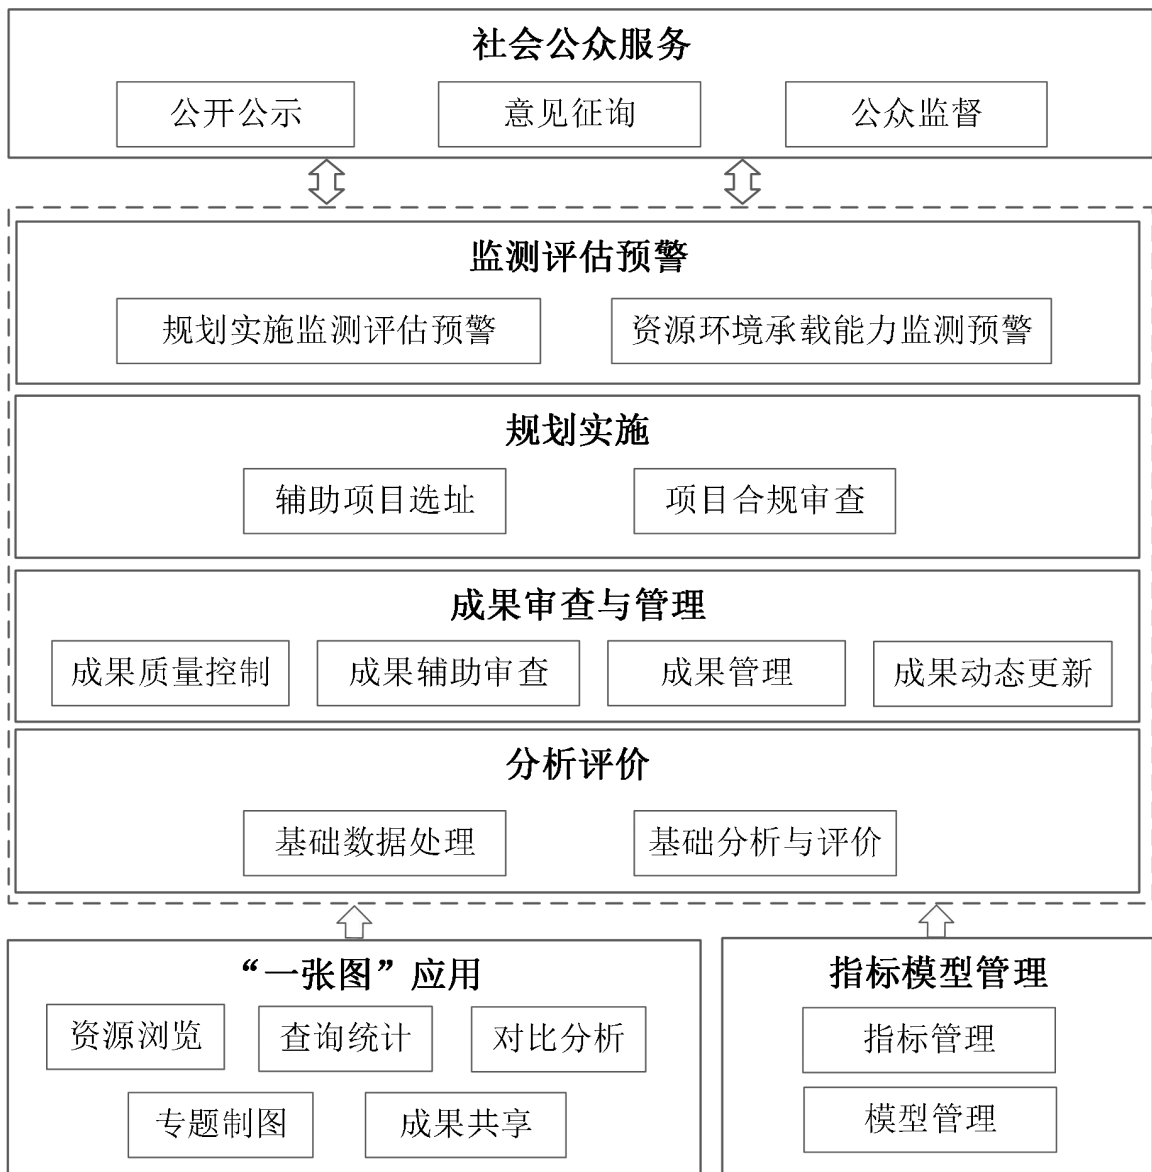 社会公众服务
公开公示 意见征询 公众监督
监测评估预警
规划实施监测评估预警 资源环境承载能力监测预警
规划实施
辅助项目选址 项目合规审查
成果审查与管理
成果质量控制 成果辅助审查 成果管理 成果动态更新
分析评价
基础数据处理 基础分析与评价
“一张图”应用
资源浏览 查询统计 对比分析
专题制图 成果共享
指标模型管理
指标管理
模型管理